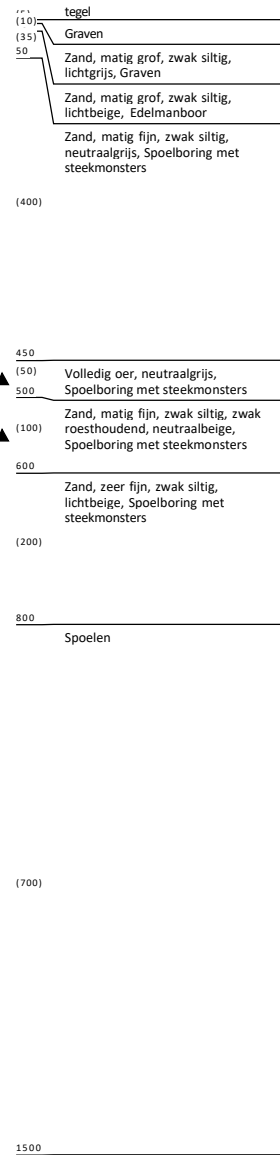 tegel
(10)
Graven
(35)
50
Zand, matig grof, zwak siltig,
lichtgrijs, Graven
Zand, matig grof, zwak siltig,
lichtbeige, Edelmanboor
Zand, matig fijn, zwak siltig,
neutraalgrijs, Spoelboring met
steekmonsters
(400)
450
(50)
Volledig oer, neutraalgrijs,
Spoelboring met steekmonsters
500
Zand, matig fijn, zwak siltig, zwak
(100)
roesthoudend, neutraalbeige,
Spoelboring met steekmonsters
600
Zand, zeer fijn, zwak siltig,
lichtbeige, Spoelboring met
steekmonsters
(200)
800
Spoelen
(700)
1500